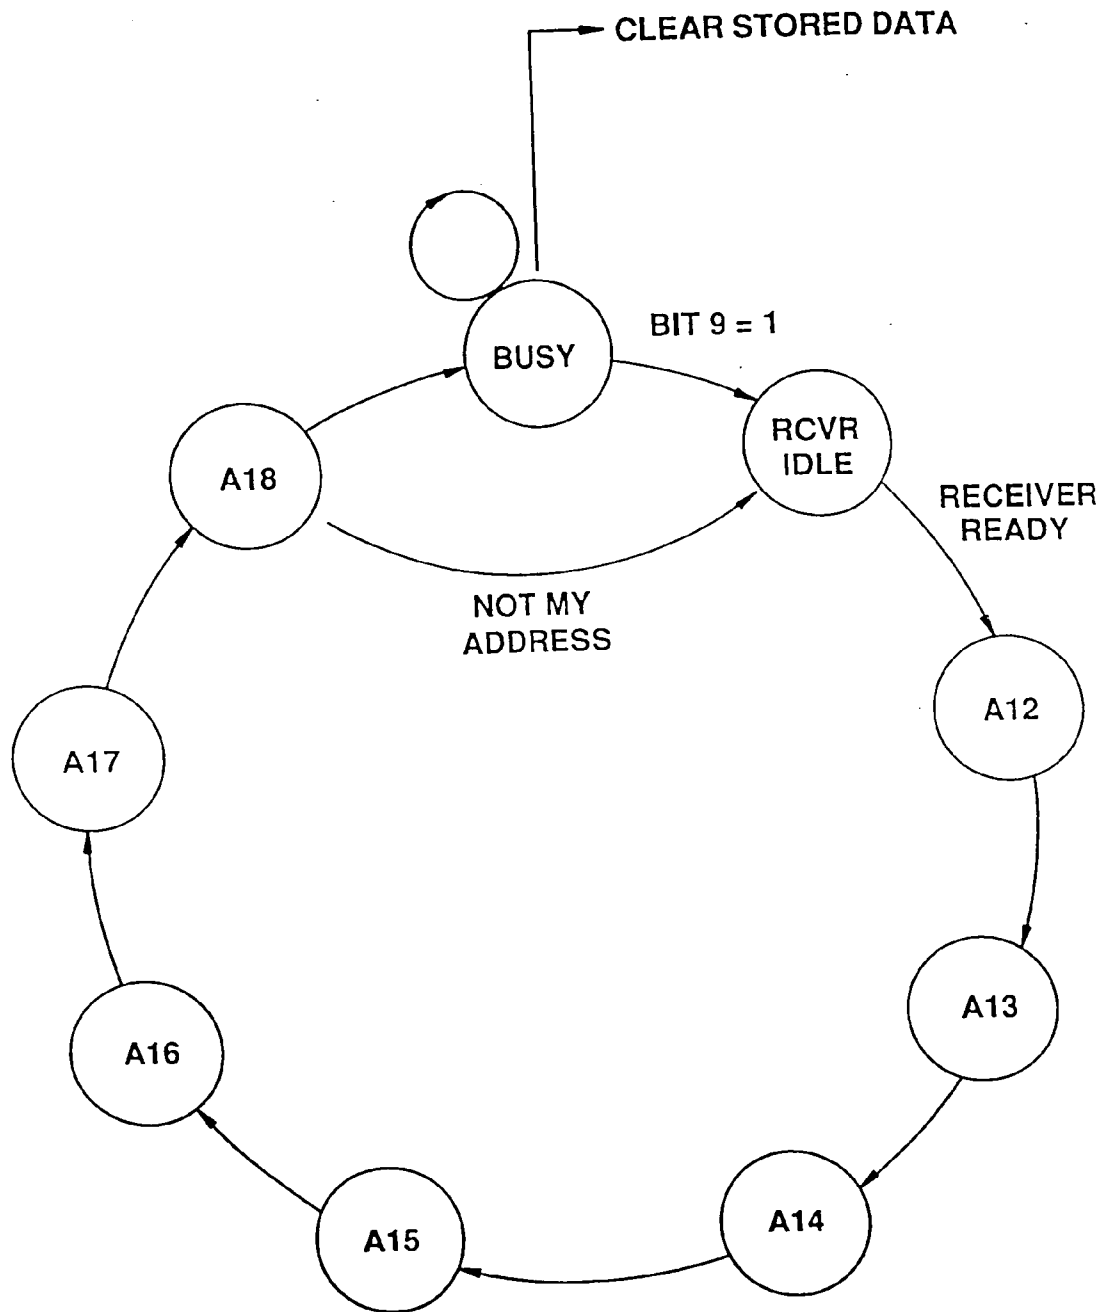 CLEAR STORED DATA
BUSY
BIT 9 = 1
RCVR
IDLE
A18
RECEIVER
READY
NOT MY
ADDRESS
A12
A17
A13
A16
A14
A15